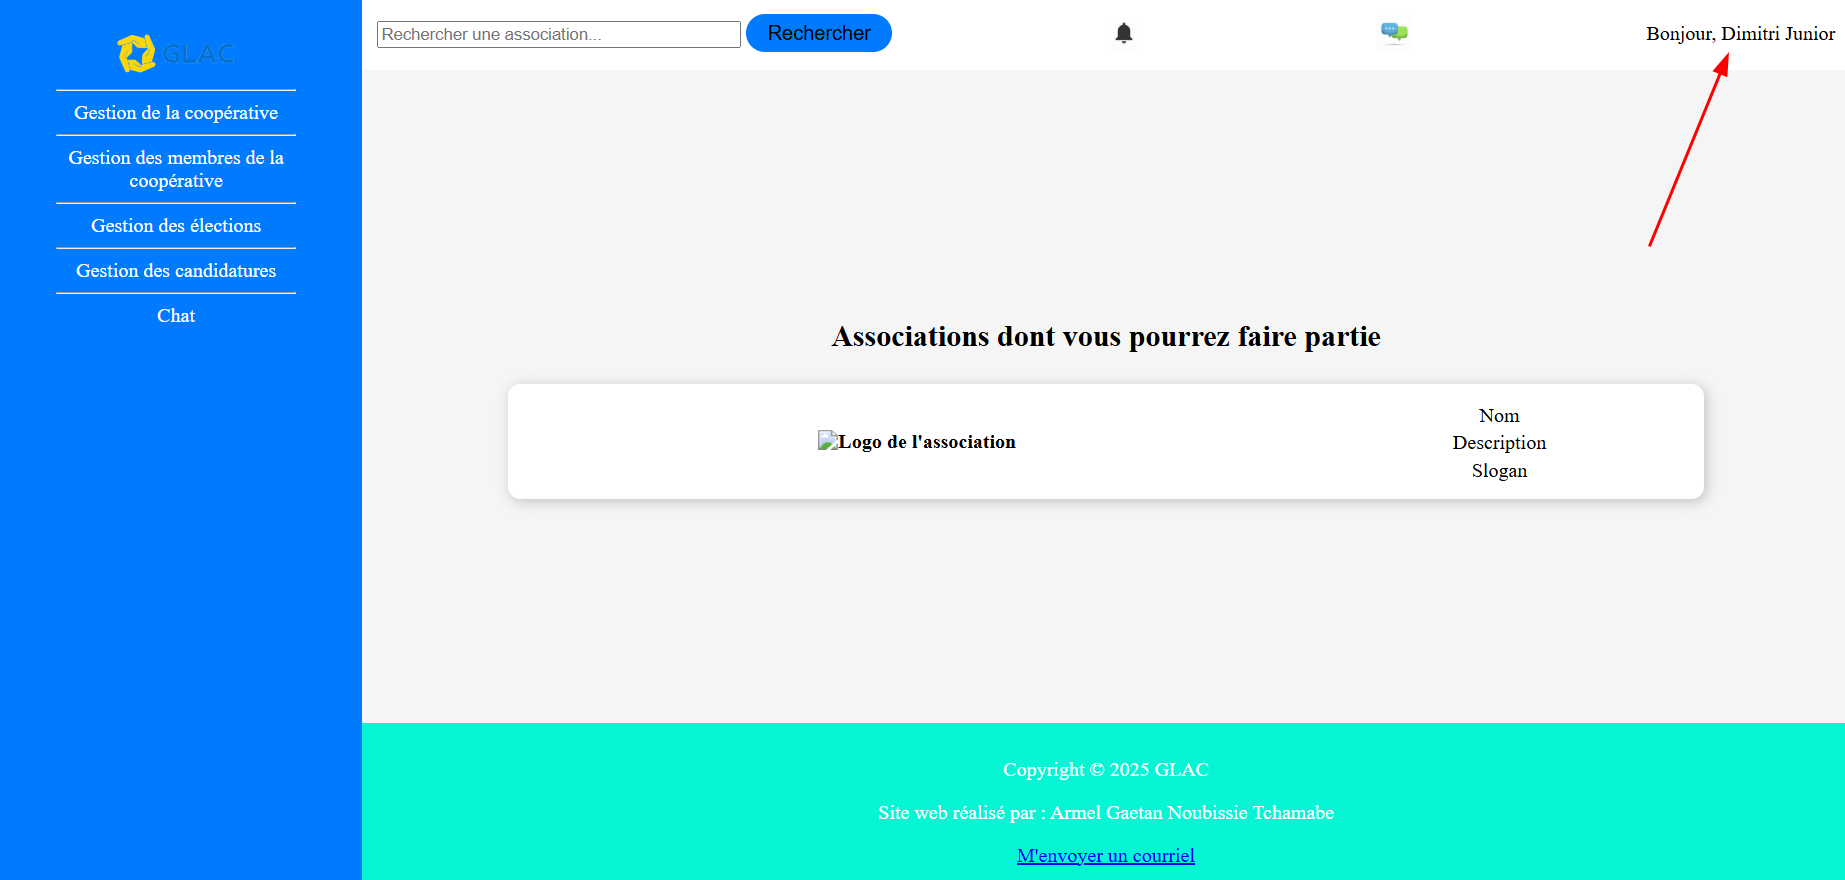 GLAC
Gestion de la coopérative
Gestion des membres de la
coopérative
Gestion des élections
Gestion des candidatures
Chat
Rechercher une association...
Rechercher
Bonjour, Dimitri Junior
Associations dont vous pourrez faire partie
Logo de l'association
Nom
Description
Slogan
Copyright © 2025 GLAC
Site web réalisé par : Armel Gaetan Noubissie Tchamabe
M'envoyer un courriel